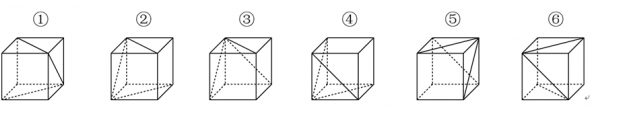 ① ② ③ ④ ⑤ ⑥